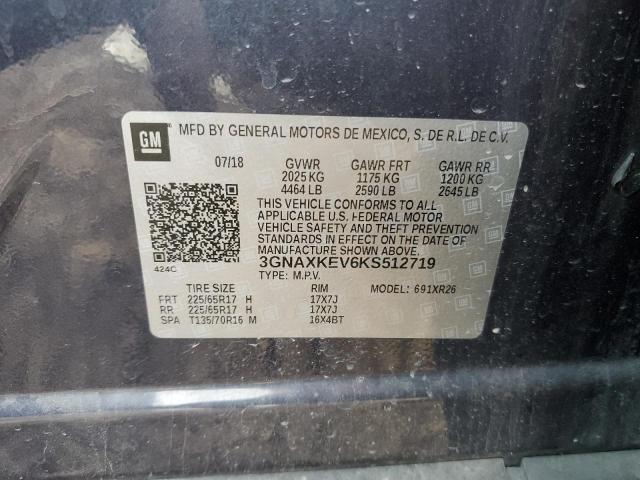 GM
MFD BY GENERAL MOTORS DE MEXICO, S. DE R.L. DE C.V.
07/18 GVWR GAWR FRT GAWR RR
2025 KG 1175 KG 1200 KG
4464 LB 2590 LB 2645 LB
THIS VEHICLE CONFORMS TO ALL
APPLICABLE U.S. FEDERAL MOTOR
VEHICLE SAFETY AND THEFT PREVENTION
STANDARDS IN EFFECT ON THE DATE OF
MANUFACTURE SHOWN ABOVE.
424C 3GNAXKEV6KS512719
TYPE: M.P.V.
TIRE SIZE RIM MODEL: 691XR26
FRT 225/65R17 H 17X7J
RR 225/65R17 H 17X7J
SPA T135/70R16 M 16X4BT